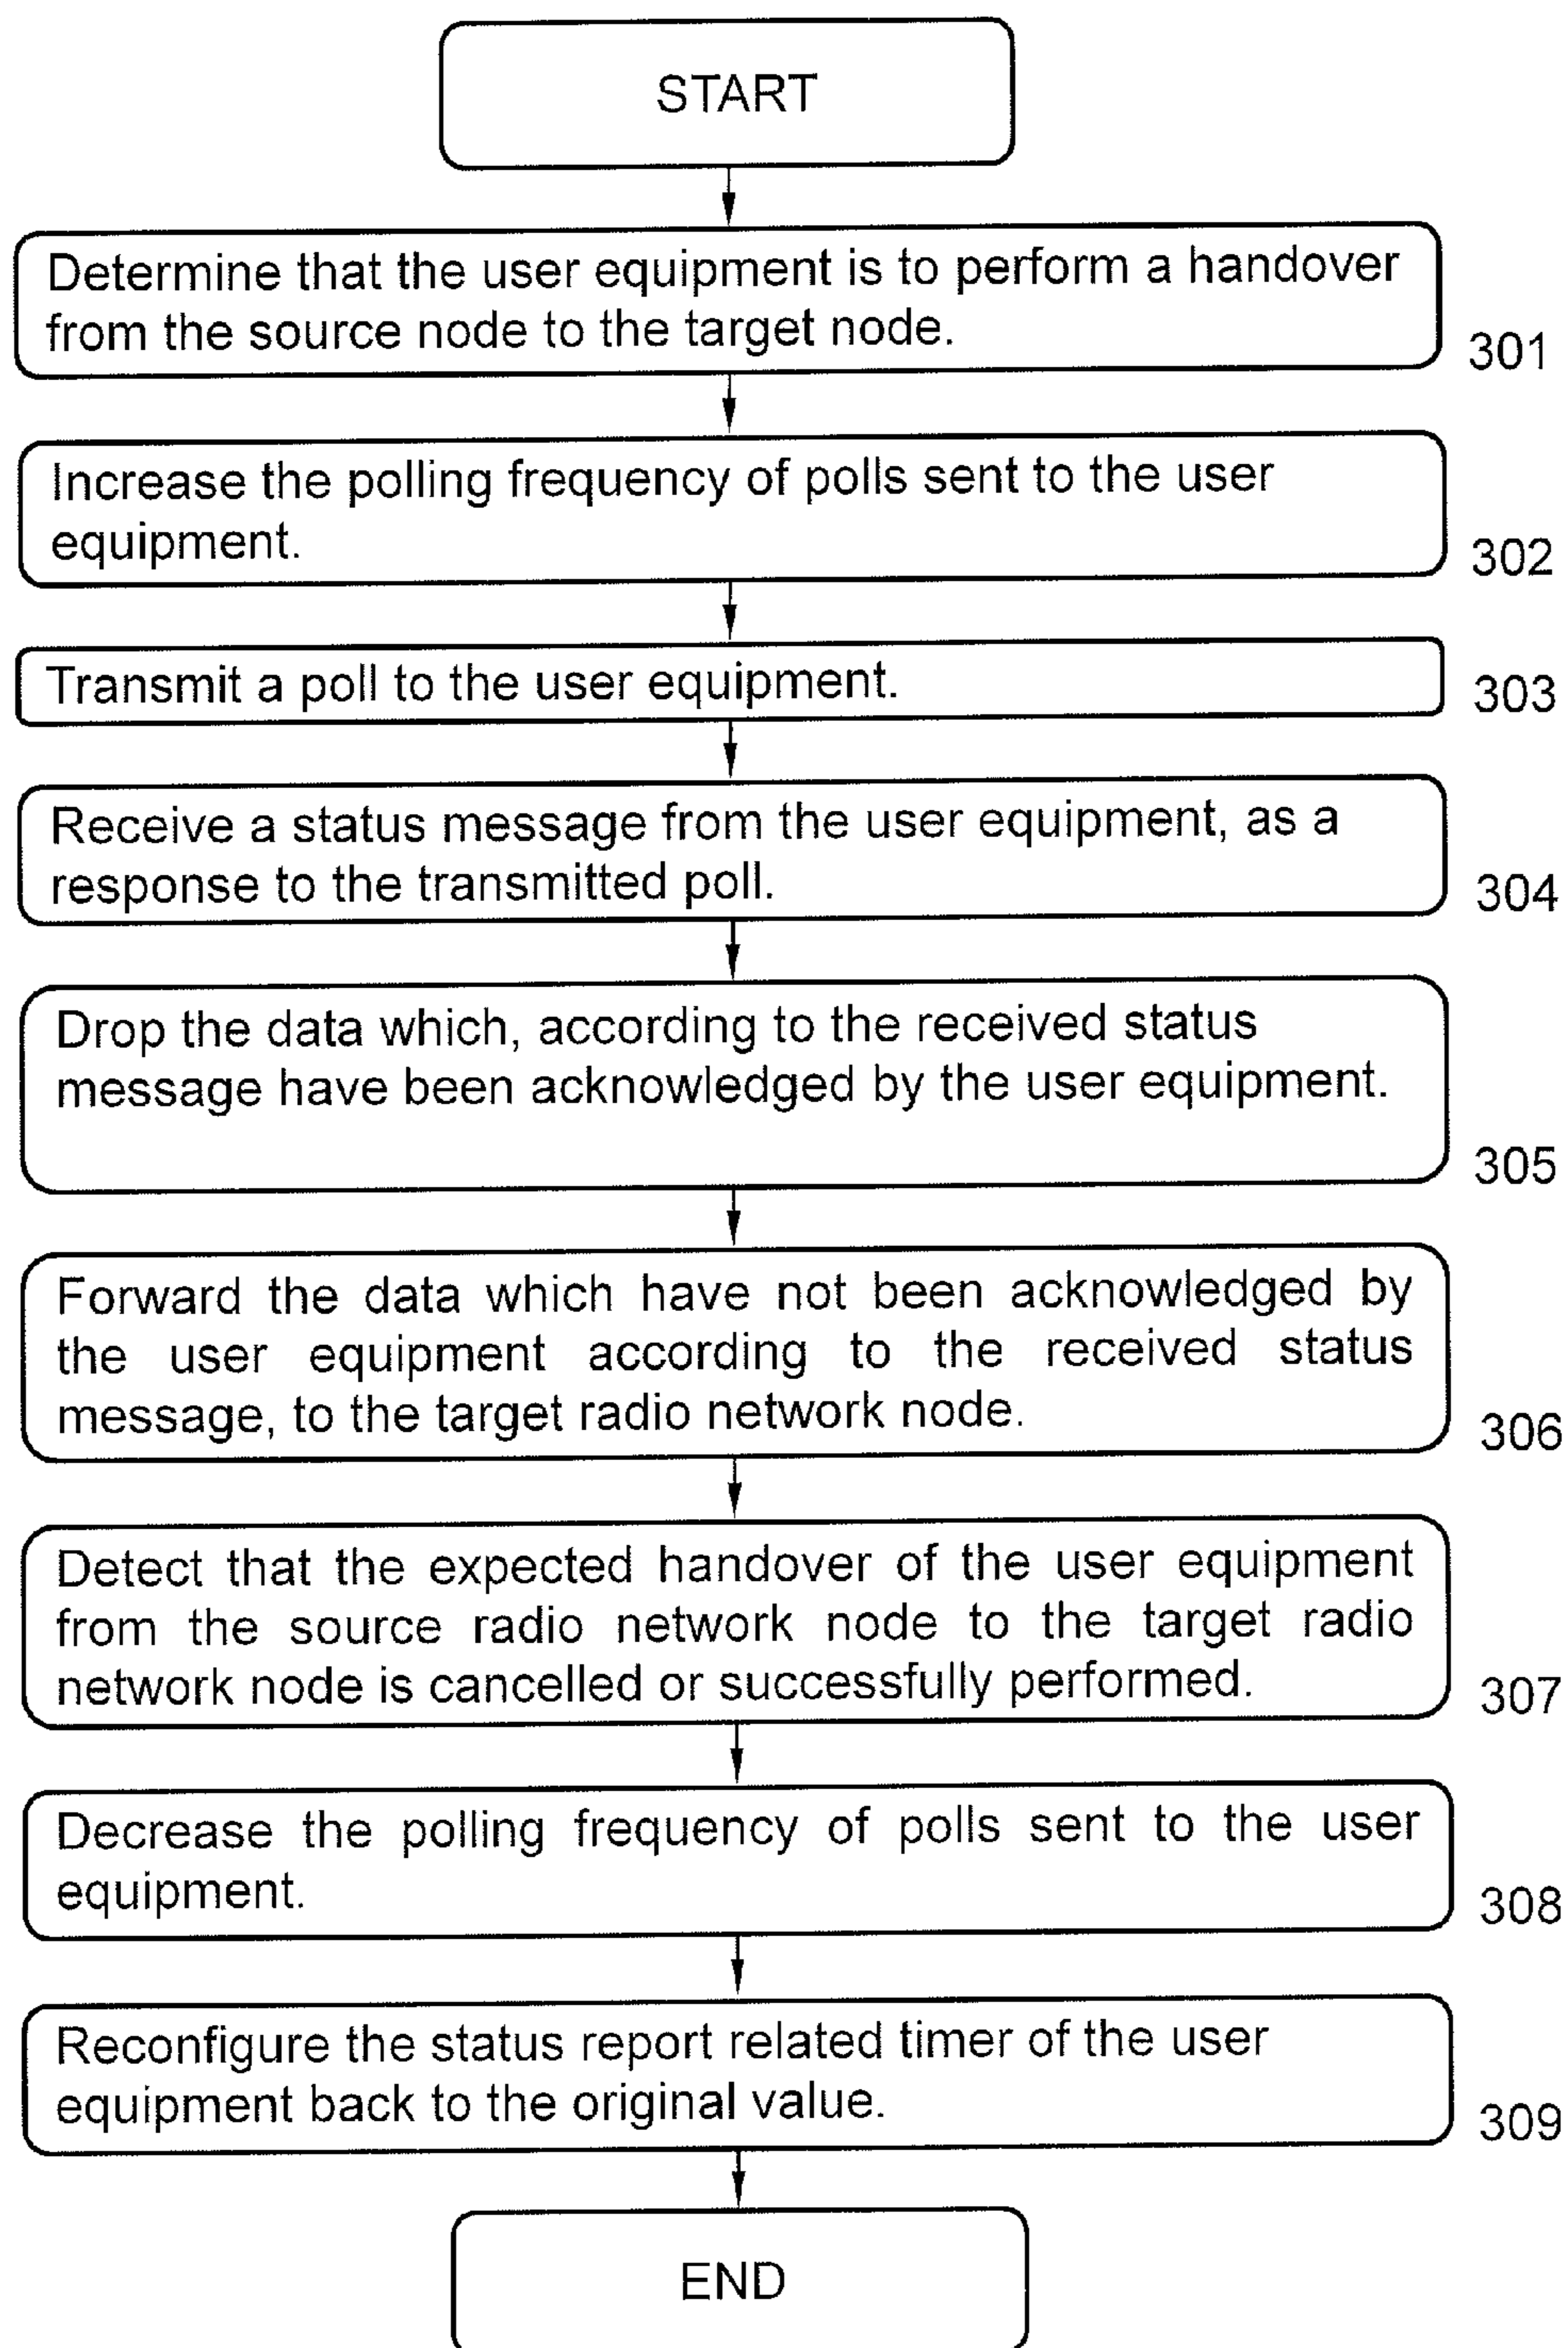 START
Determine that the user equipment is to perform a handover
from the source node to the target node.
301
Increase the polling frequency of polls sent to the user
equipment.
302
Transmit a poll to the user equipment.
303
Receive a status message from the user equipment, as a
response to the transmitted poll.
304
Drop the data which, according to the received status
message have been acknowledged by the user equipment.
305
Forward the data which have not been acknowledged by
the user equipment according to the received status
message, to the target radio network node.
306
Detect that the expected handover of the user equipment
from the source radio network node to the target radio
network node is cancelled or successfully performed.
307
Decrease the polling frequency of polls sent to the user
equipment.
308
Reconfigure the status report related timer of the user
equipment back to the original value.
309
END